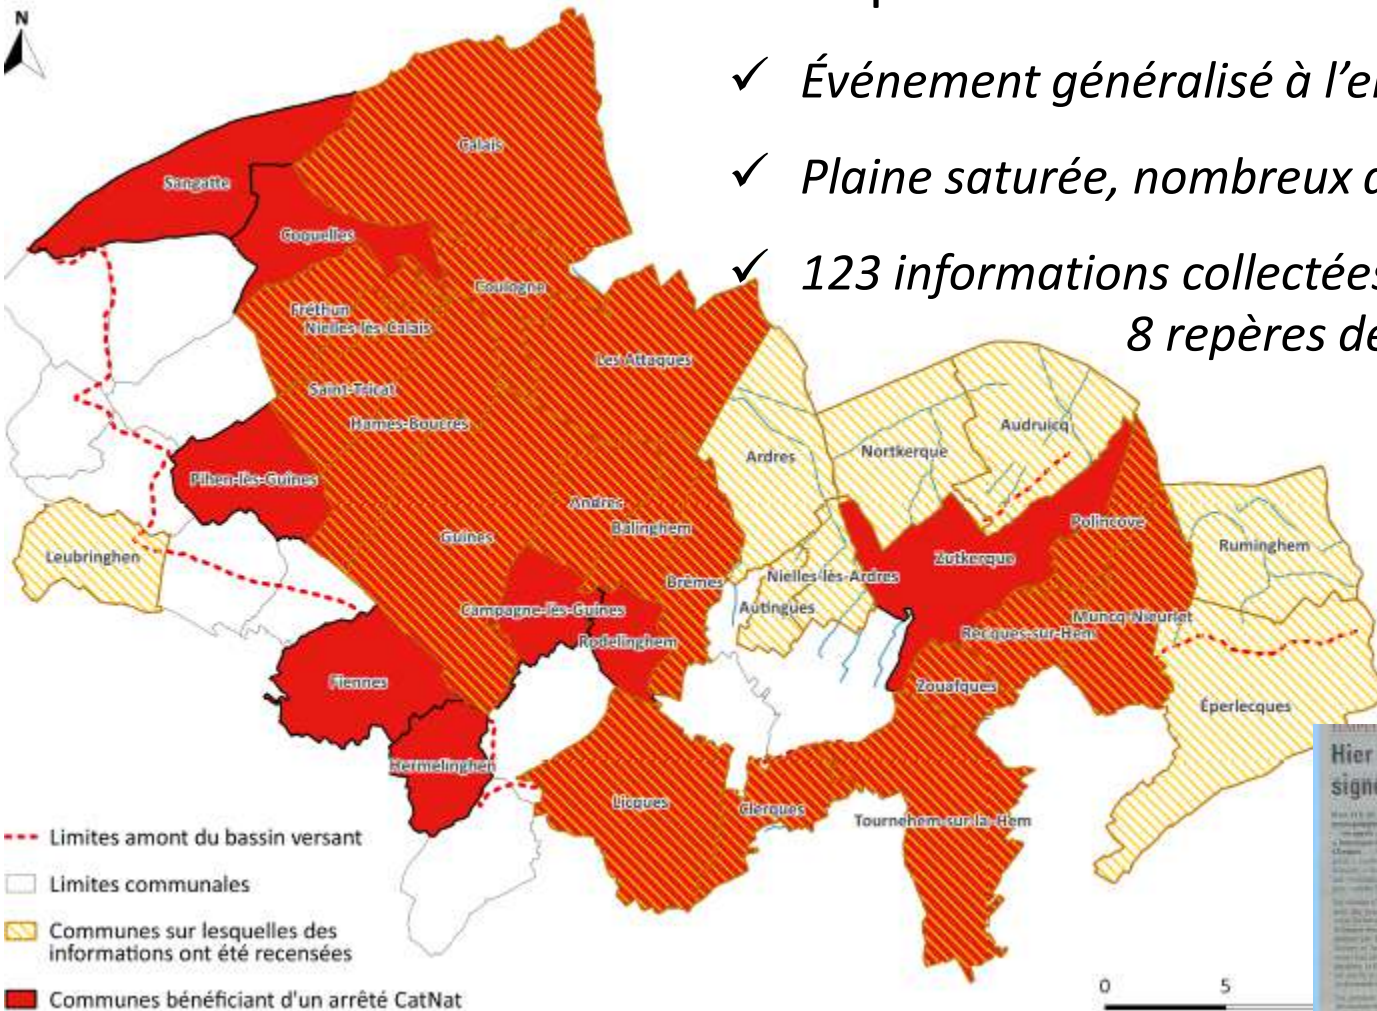 N
✓ Événement généralisé à l'e
✓ Plaine saturée, nombreux
✓ 123 informations collectées
8 repères de
Calais
Sangatte
Coquelles
Coulogne
Fréthun
Nielles-lès-Calais
Les Attaques
Saint-Tricat
Hames-Boucres
Audruicq
Ardres
Nortkerque
Pihen-lès-Guînes
Andres
Polincove
Balinghem
Guînes
Ruminghem
Leubringhen
Zutkerque
Brêmes
Nielles-lès-Ardres
Campagne-lès-Guînes
Autingues
Muncq-Nieurlet
Recques-sur-Hem
Rodelinghem
Fiennes
Zouafques
Éperlecques
Hermelinghen
Licques
Clerques
Tournehem-sur-la-Hem
Hier
signé
Limites amont du bassin versant
Limites communales
Communes sur lesquelles des
informations ont été recensées
Communes bénéficiant d'un arrêté CatNat
0 5